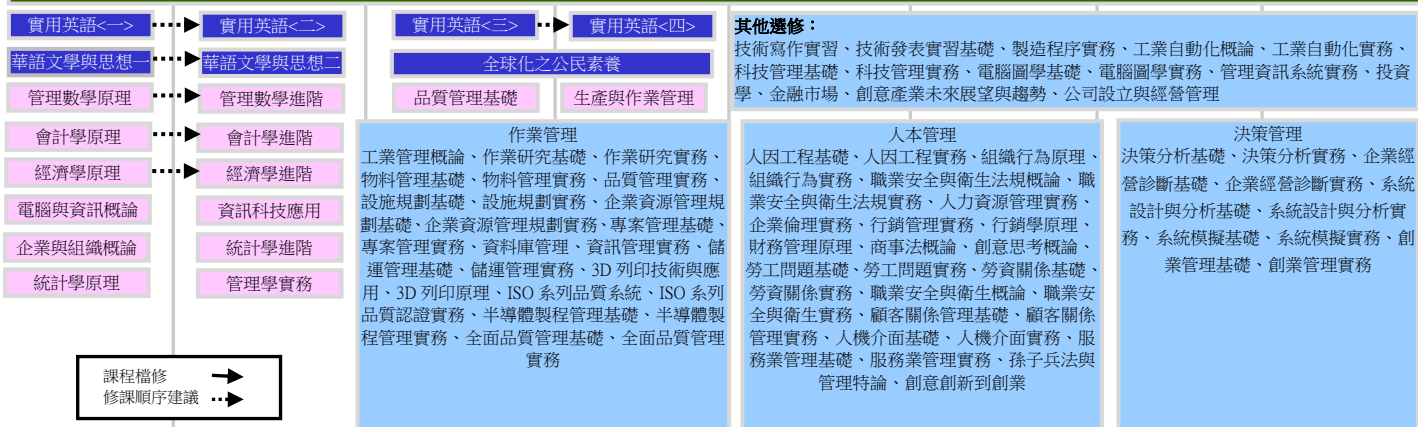 實用英語<一>
實用英語<二>
實用英語<三>
實用英語<四>
華語文學與思想一
華語文學與思想二
全球化之公民素養
管理數學原理
管理數學進階
品質管理基礎
生產與作業管理
會計學原理
會計學進階
經濟學原理
經濟學進階
電腦與資訊概論
資訊科技應用
企業與組織概論
統計學進階
統計學原理
管理學實務
其他選修：
技術寫作實習、技術發表實習基礎、製造程序實務、工業自動化概論、工業自動化實務、
科技管理基礎、科技管理實務、電腦圖學基礎、電腦圖學實務、管理資訊系統實務、投資
學、金融市場、創意產業未來展望與趨勢、公司設立與經營管理
作業管理
工業管理概論、作業研究基礎、作業研究實務、
物料管理基礎、物料管理實務、品質管理實務、
設施規劃基礎、設施規劃實務、企業資源管理規
劃基礎、企業資源管理規劃實務、專案管理基礎、
專案管理實務、資料庫管理、資訊管理實務、儲
運管理基礎、儲運管理實務、3D 列印技術與應
用、3D 列印原理、ISO 系列品質系統、ISO 系列
品質認證實務、半導體製程管理基礎、半導體製
程管理實務、全面品質管理基礎、全面品質管理
實務
人本管理
人因工程基礎、人因工程實務、組織行為原理、
組織行為實務、職業安全與衛生法規概論、職
業安全與衛生法規實務、人力資源管理實務、
企業倫理實務、行銷管理實務、行銷學原理、
財務管理原理、商事法概論、創意思考概論、
勞工問題基礎、勞工問題實務、勞資關係基礎、
勞資關係實務、職業安全與衛生概論、職業安
全與衛生實務、顧客關係管理基礎、顧客關係
管理實務、人機介面基礎、人機介面實務、服
務業管理基礎、服務業管理實務、孫子兵法與
管理特論、創意創新到創業
決策管理
決策分析基礎、決策分析實務、企業經
營診斷基礎、企業經營診斷實務、系統
設計與分析基礎、系統設計與分析實
務、系統模擬基礎、系統模擬實務、創
業管理基礎、創業管理實務
課程檔修
修課順序建議